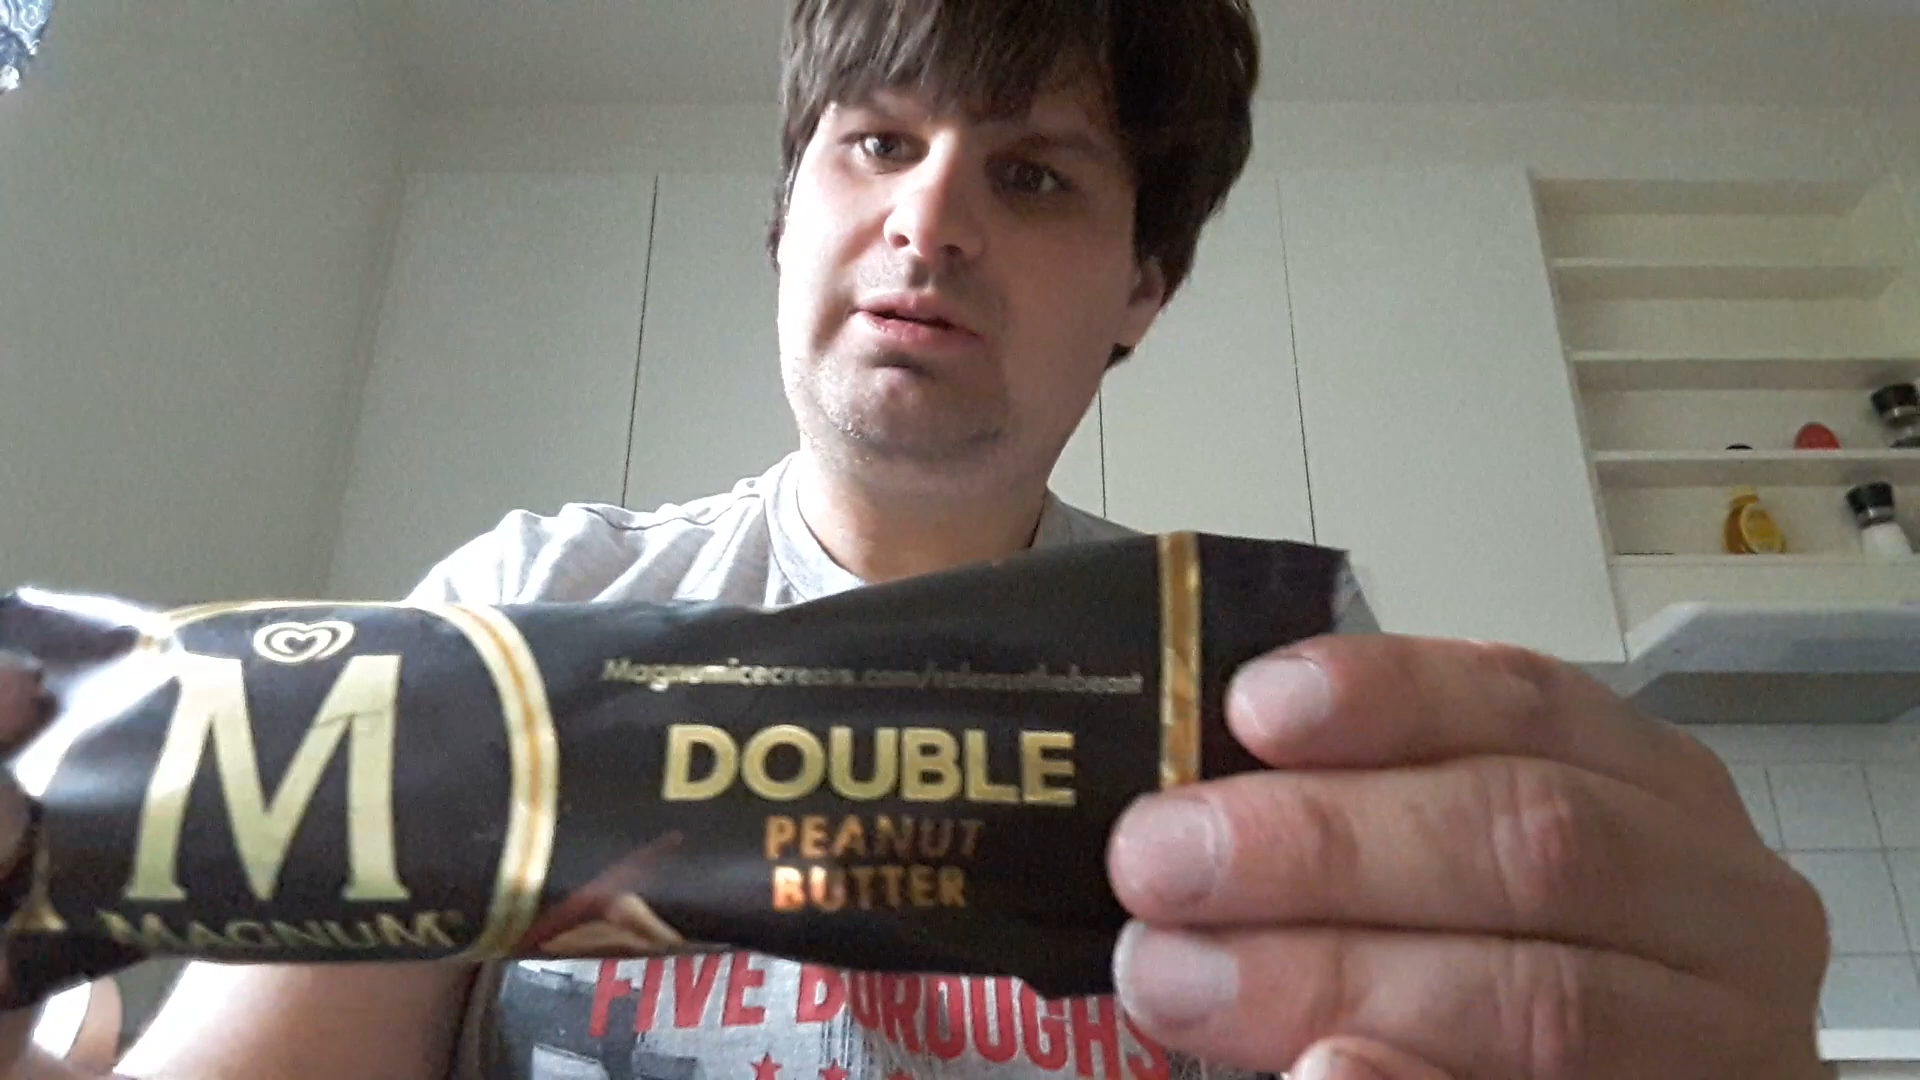 M
MAGNUM
Magnumicecream.com/releasethebeast
DOUBLE
PEANUT
BUTTER
FIVE BOROUGHS